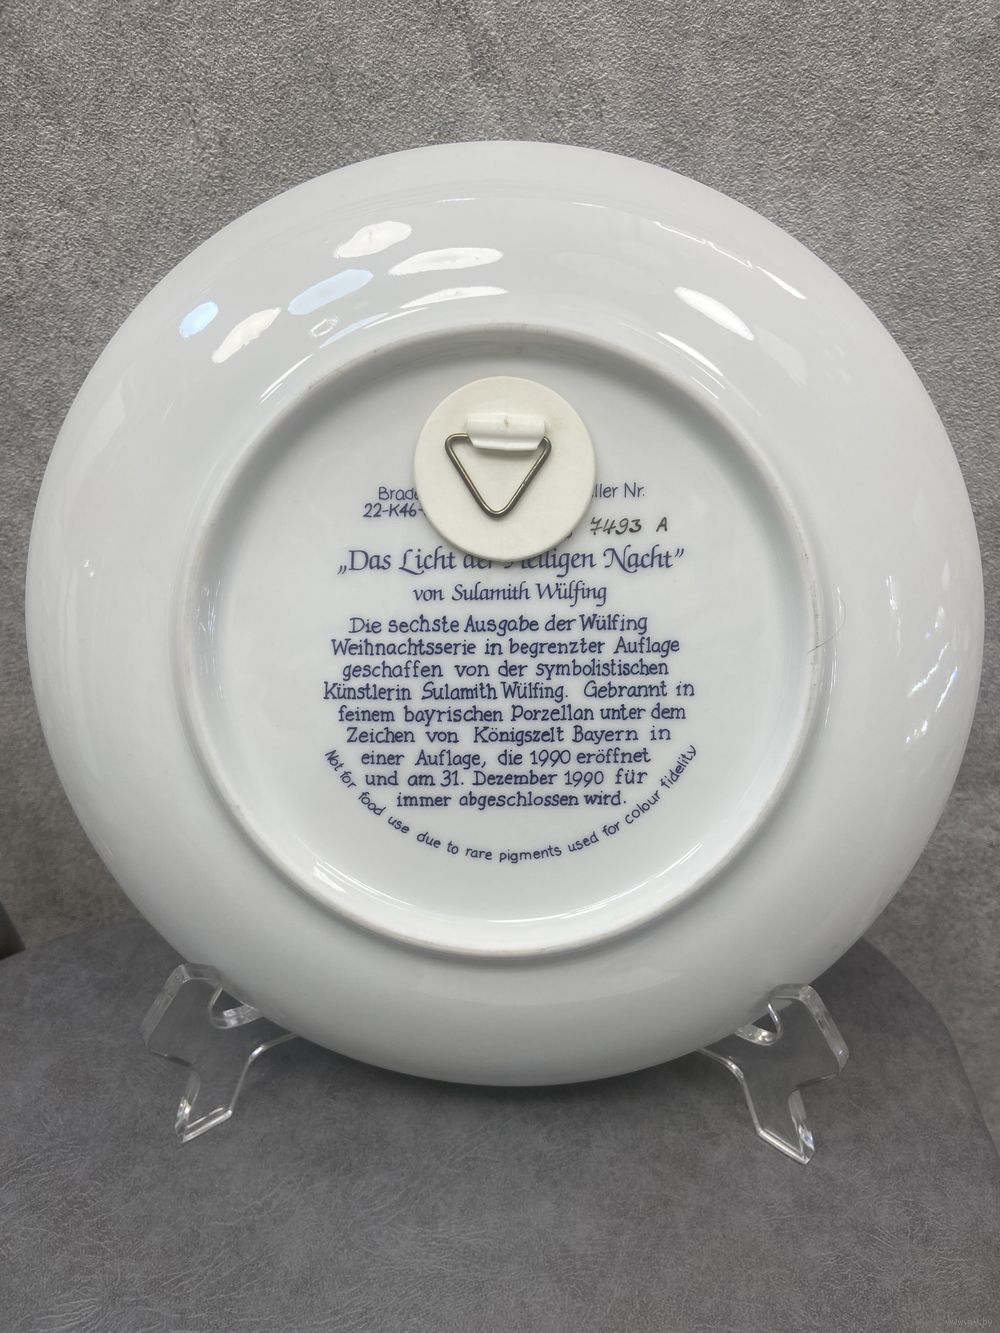 Nr.
22-K46-
7493 A
„Das Licht der Heiligen Nacht”
von Sulamith Wülfing
Die sechste Ausgabe der Wülfing
Weihnachtsserie in begrenzter Auflage
geschaffen von der symbolistischen
Künstlerin Sulamith Wülfing. Gebrannt in
feinem bayrischen Porzellan unter dem
Zeichen von Königszelt Bayern in
einer Auflage, die 1990 eröffnet
und am 31. Dezember 1990 für
immer abgeschlossen wird.
Not for food use due to rare pigments used for colour fidelity